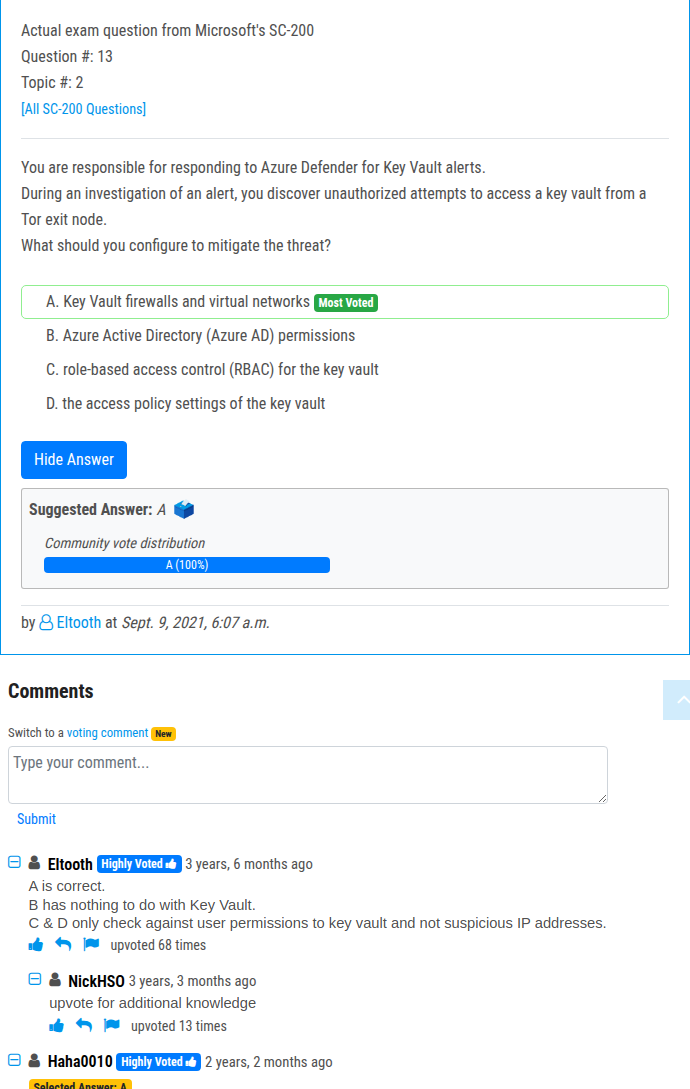 Actual exam question from Microsoft's SC-200
Question #: 13
Topic #: 2
[All SC-200 Questions]
You are responsible for responding to Azure Defender for Key Vault alerts.
During an investigation of an alert, you discover unauthorized attempts to access a key vault from a
Tor exit node.
What should you configure to mitigate the threat?
A. Key Vault firewalls and virtual networks Most Voted
B. Azure Active Directory (Azure AD) permissions
C. role-based access control (RBAC) for the key vault
D. the access policy settings of the key vault
Hide Answer
Suggested Answer: A
Community vote distribution
A (100%)
by Eltooth at Sept. 9, 2021, 6:07 a.m.
Comments
Switch to a voting comment New
Type your comment...
Submit
Eltooth Highly Voted 3 years, 6 months ago
A is correct.
B has nothing to do with Key Vault.
C & D only check against user permissions to key vault and not suspicious IP addresses.
upvoted 68 times
NickHSO 3 years, 3 months ago
upvote for additional knowledge
upvoted 13 times
Haha0010 Highly Voted 2 years, 2 months ago
Selected Answer: A